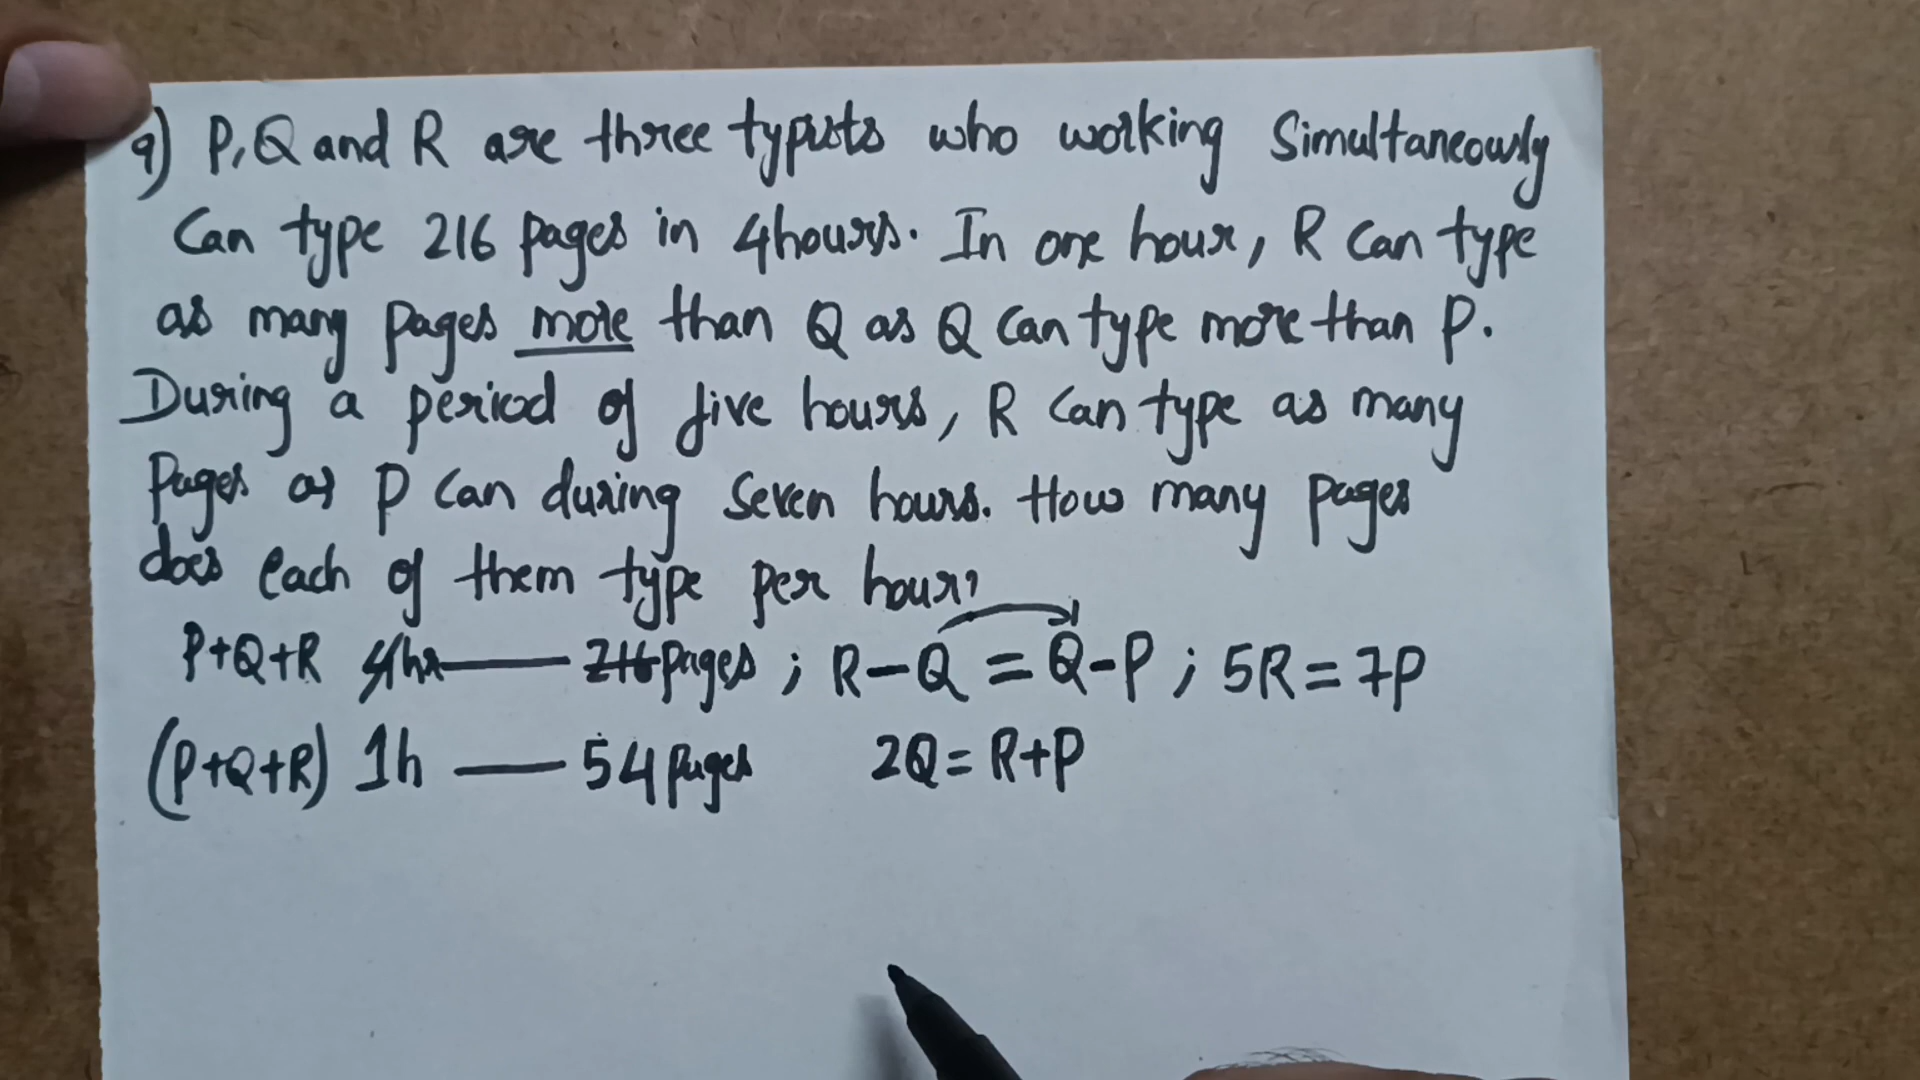 9) P, Q and R are three typists who working Simultaneously
Can type 216 pages in 4hours. In one hour, R Can type
as many pages more than Q as Q Can type more than P.
During a period of five hours, R Can type as many
Pages as P Can during Seven hours. How many pages
does each of them type per hour?
P+Q+R 4hr — 216pages ; R-Q = Q-P ; 5R = 7P
(P+Q+R) 1h — 54 pages 2Q = R+P